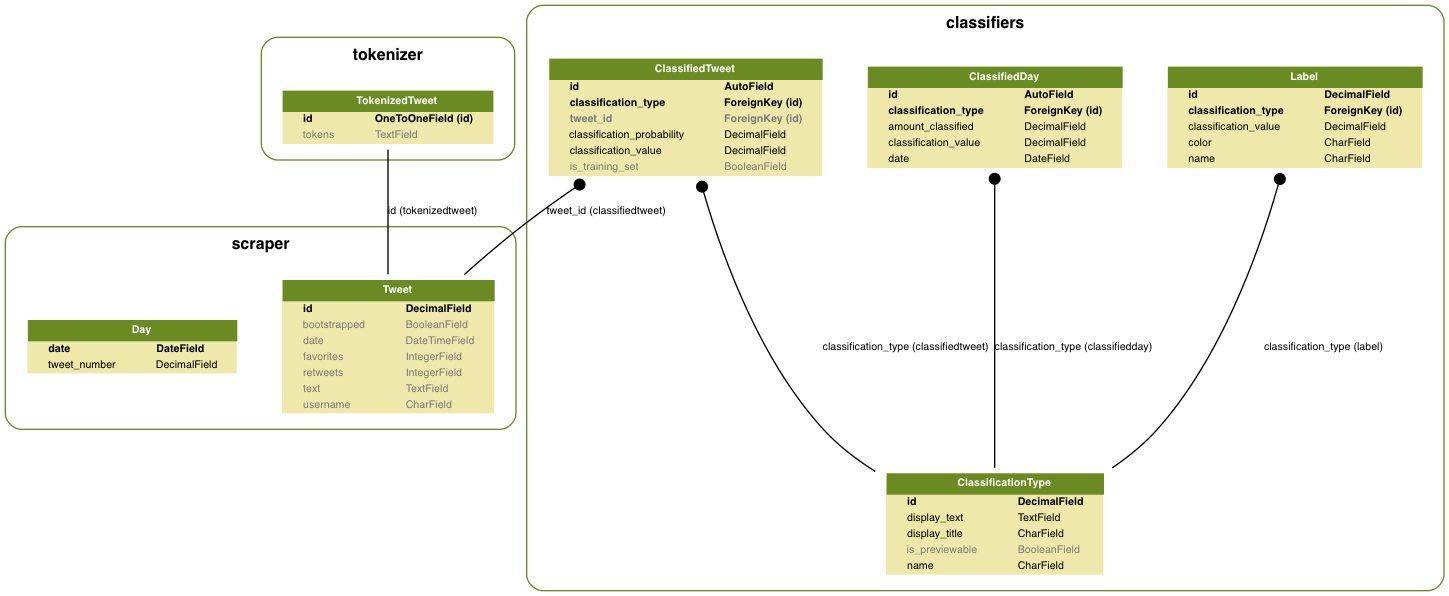 tokenizer
TokenizedTweet
id OneToOneField (id)
tokens TextField
id (tokenizedtweet)
scraper
Day
date DateField
tweet_number DecimalField
Tweet
id DecimalField
bootstrapped BooleanField
date DateTimeField
favorites IntegerField
retweets IntegerField
text TextField
username CharField
classifiers
ClassifiedTweet
id AutoField
classification_type ForeignKey (id)
tweet_id ForeignKey (id)
classification_probability DecimalField
classification_value DecimalField
is_training_set BooleanField
tweet_id (classifiedtweet)
ClassifiedDay
id AutoField
classification_type ForeignKey (id)
amount_classified DecimalField
classification_value DecimalField
date DateField
Label
id DecimalField
classification_type ForeignKey (id)
classification_value DecimalField
color CharField
name CharField
classification_type (classifiedtweet)
classification_type (classifiedday)
classification_type (label)
ClassificationType
id DecimalField
display_text TextField
display_title CharField
is_previewable BooleanField
name CharField